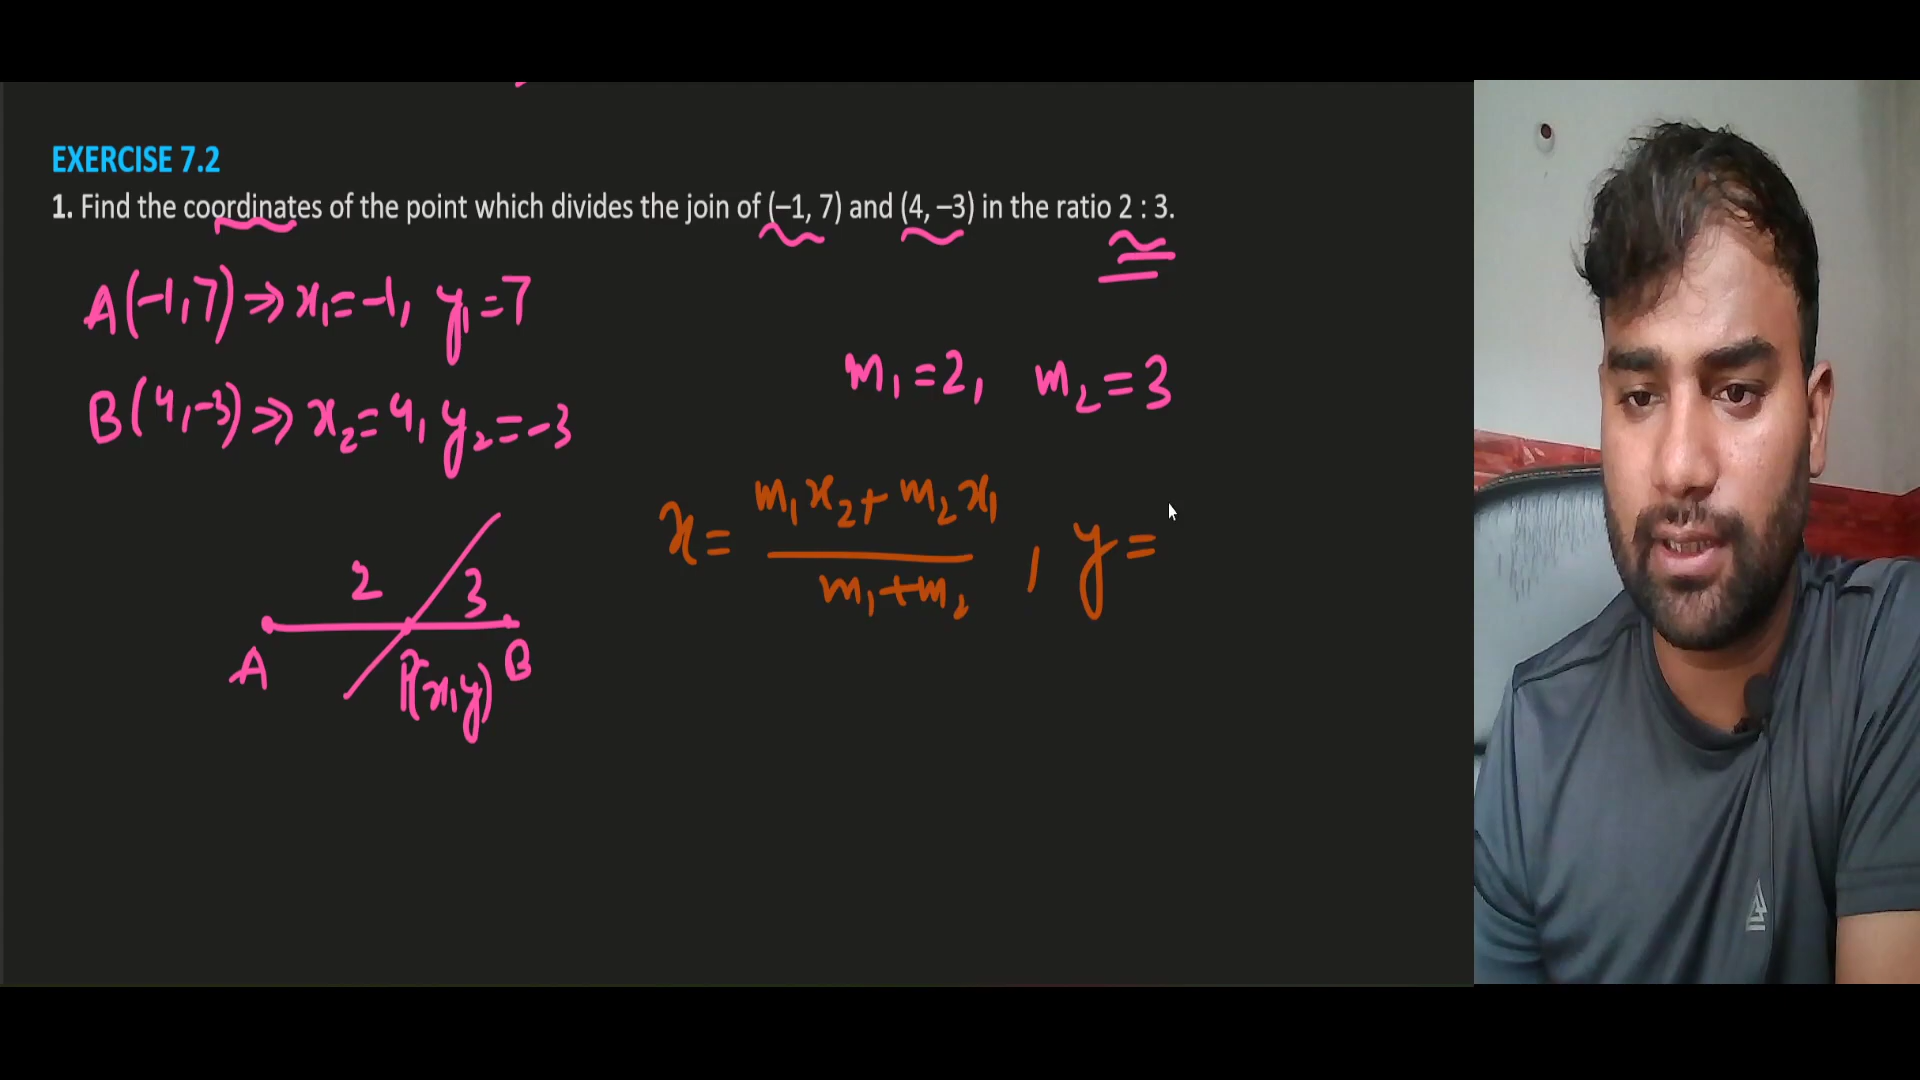 EXERCISE 7.2
1. Find the coordinates of the point which divides the join of (–1, 7) and (4, –3) in the ratio 2 : 3.
A(-1,7) ⇒ x₁=-1, y₁=7
m₁=2, m₂=3
B(4,-3) ⇒ x₂=4, y₂=-3
x= m₁x₂+m₂x₁ / m₁+m₂ , y=
2 3
A P(x,y) B